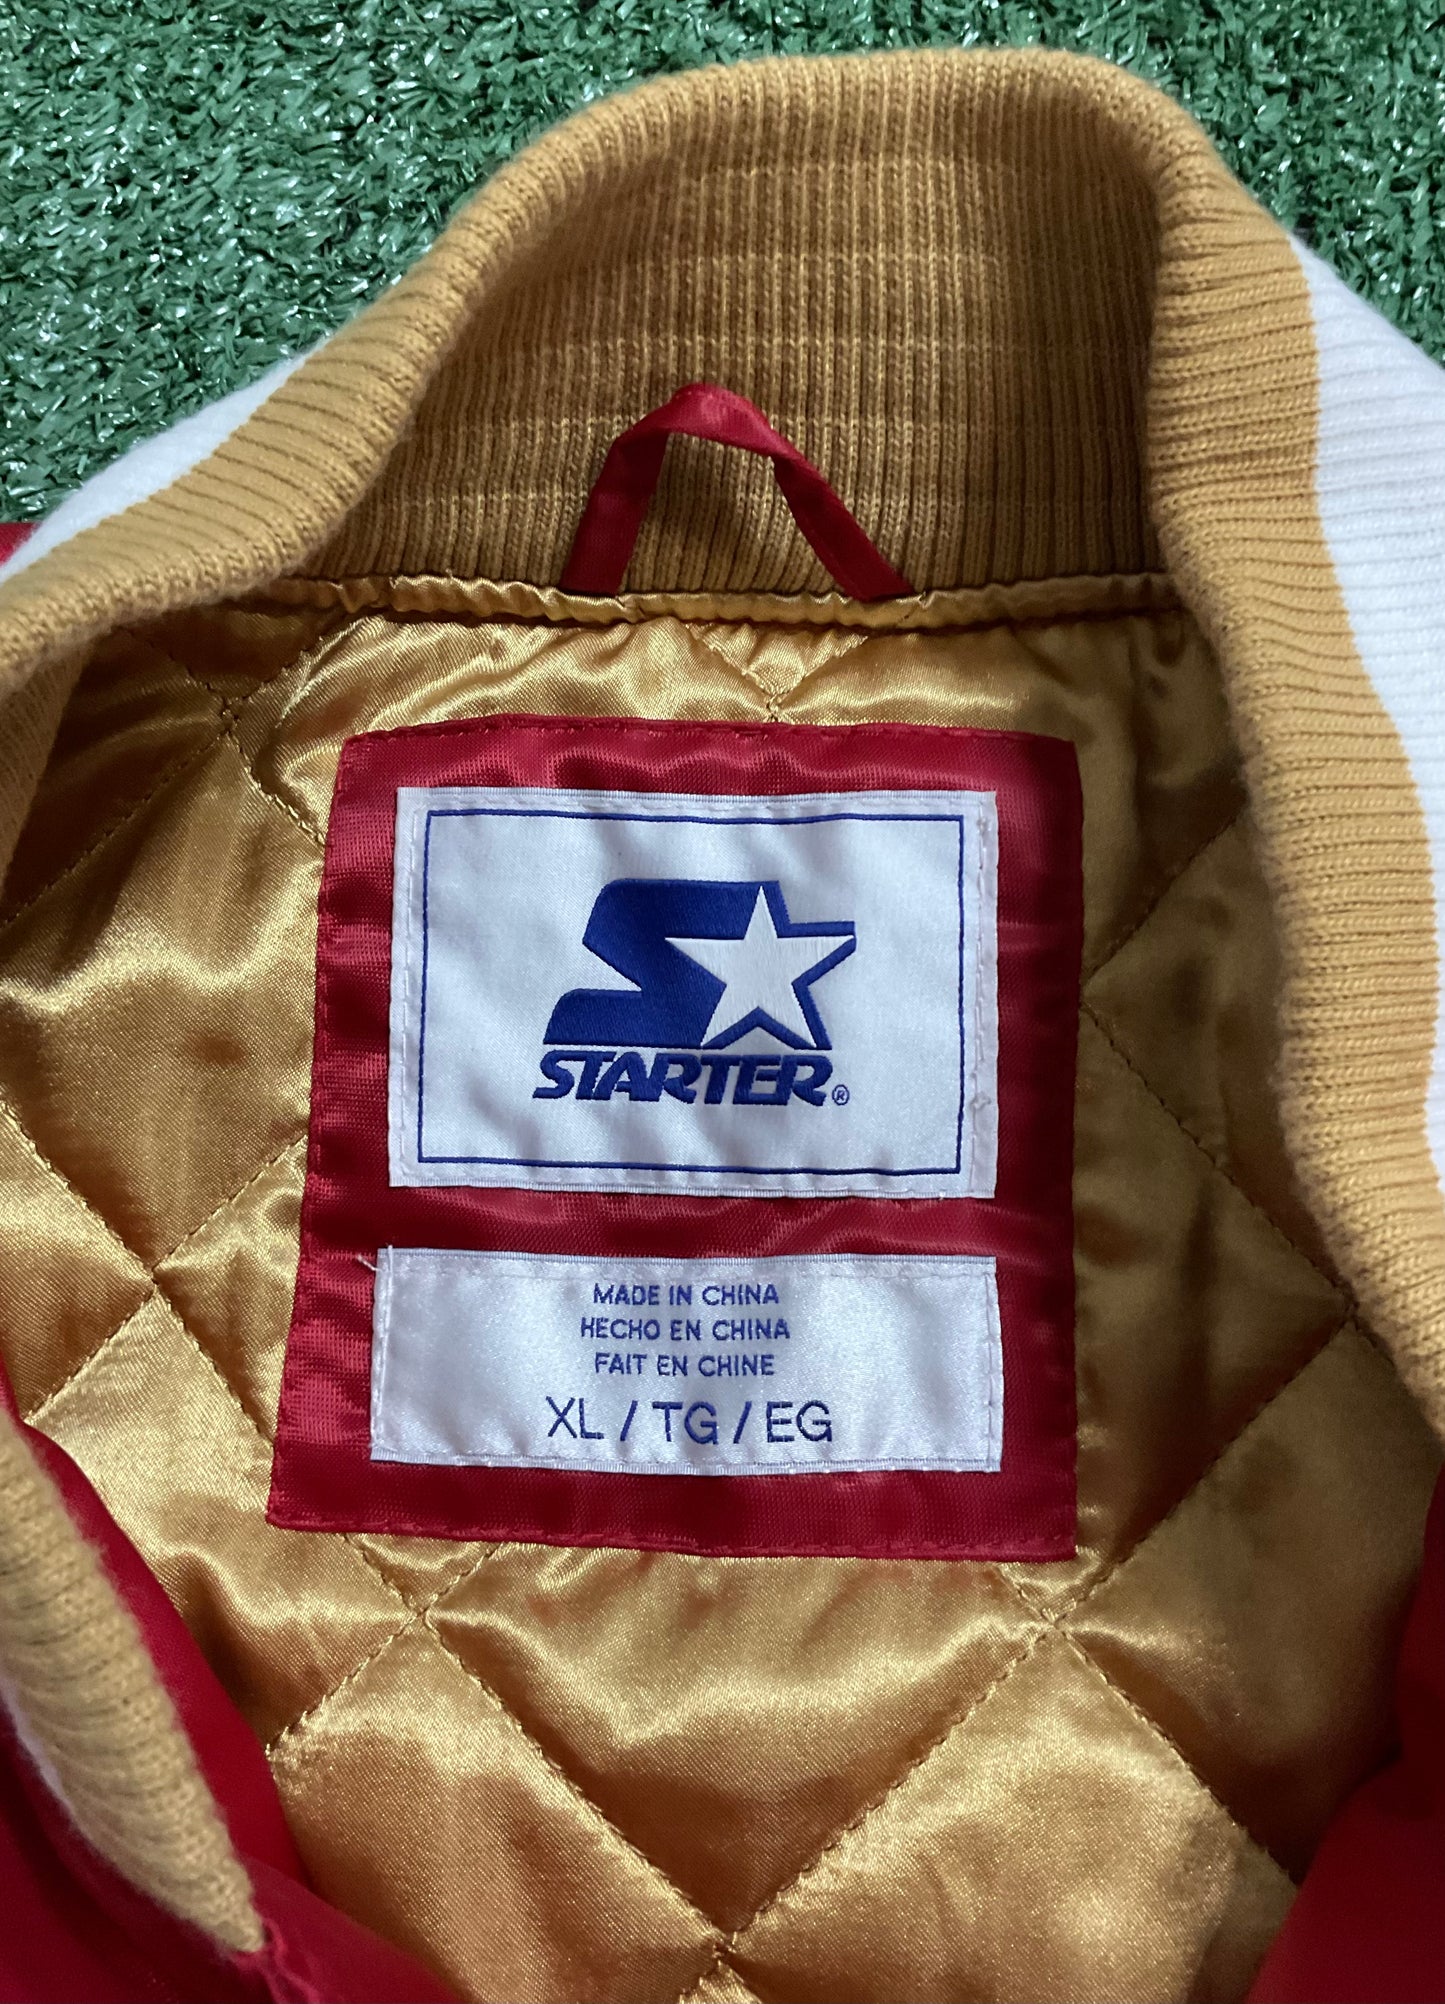 STARTER®
MADE IN CHINA
HECHO EN CHINA
FAIT EN CHINE
XL / TG / EG